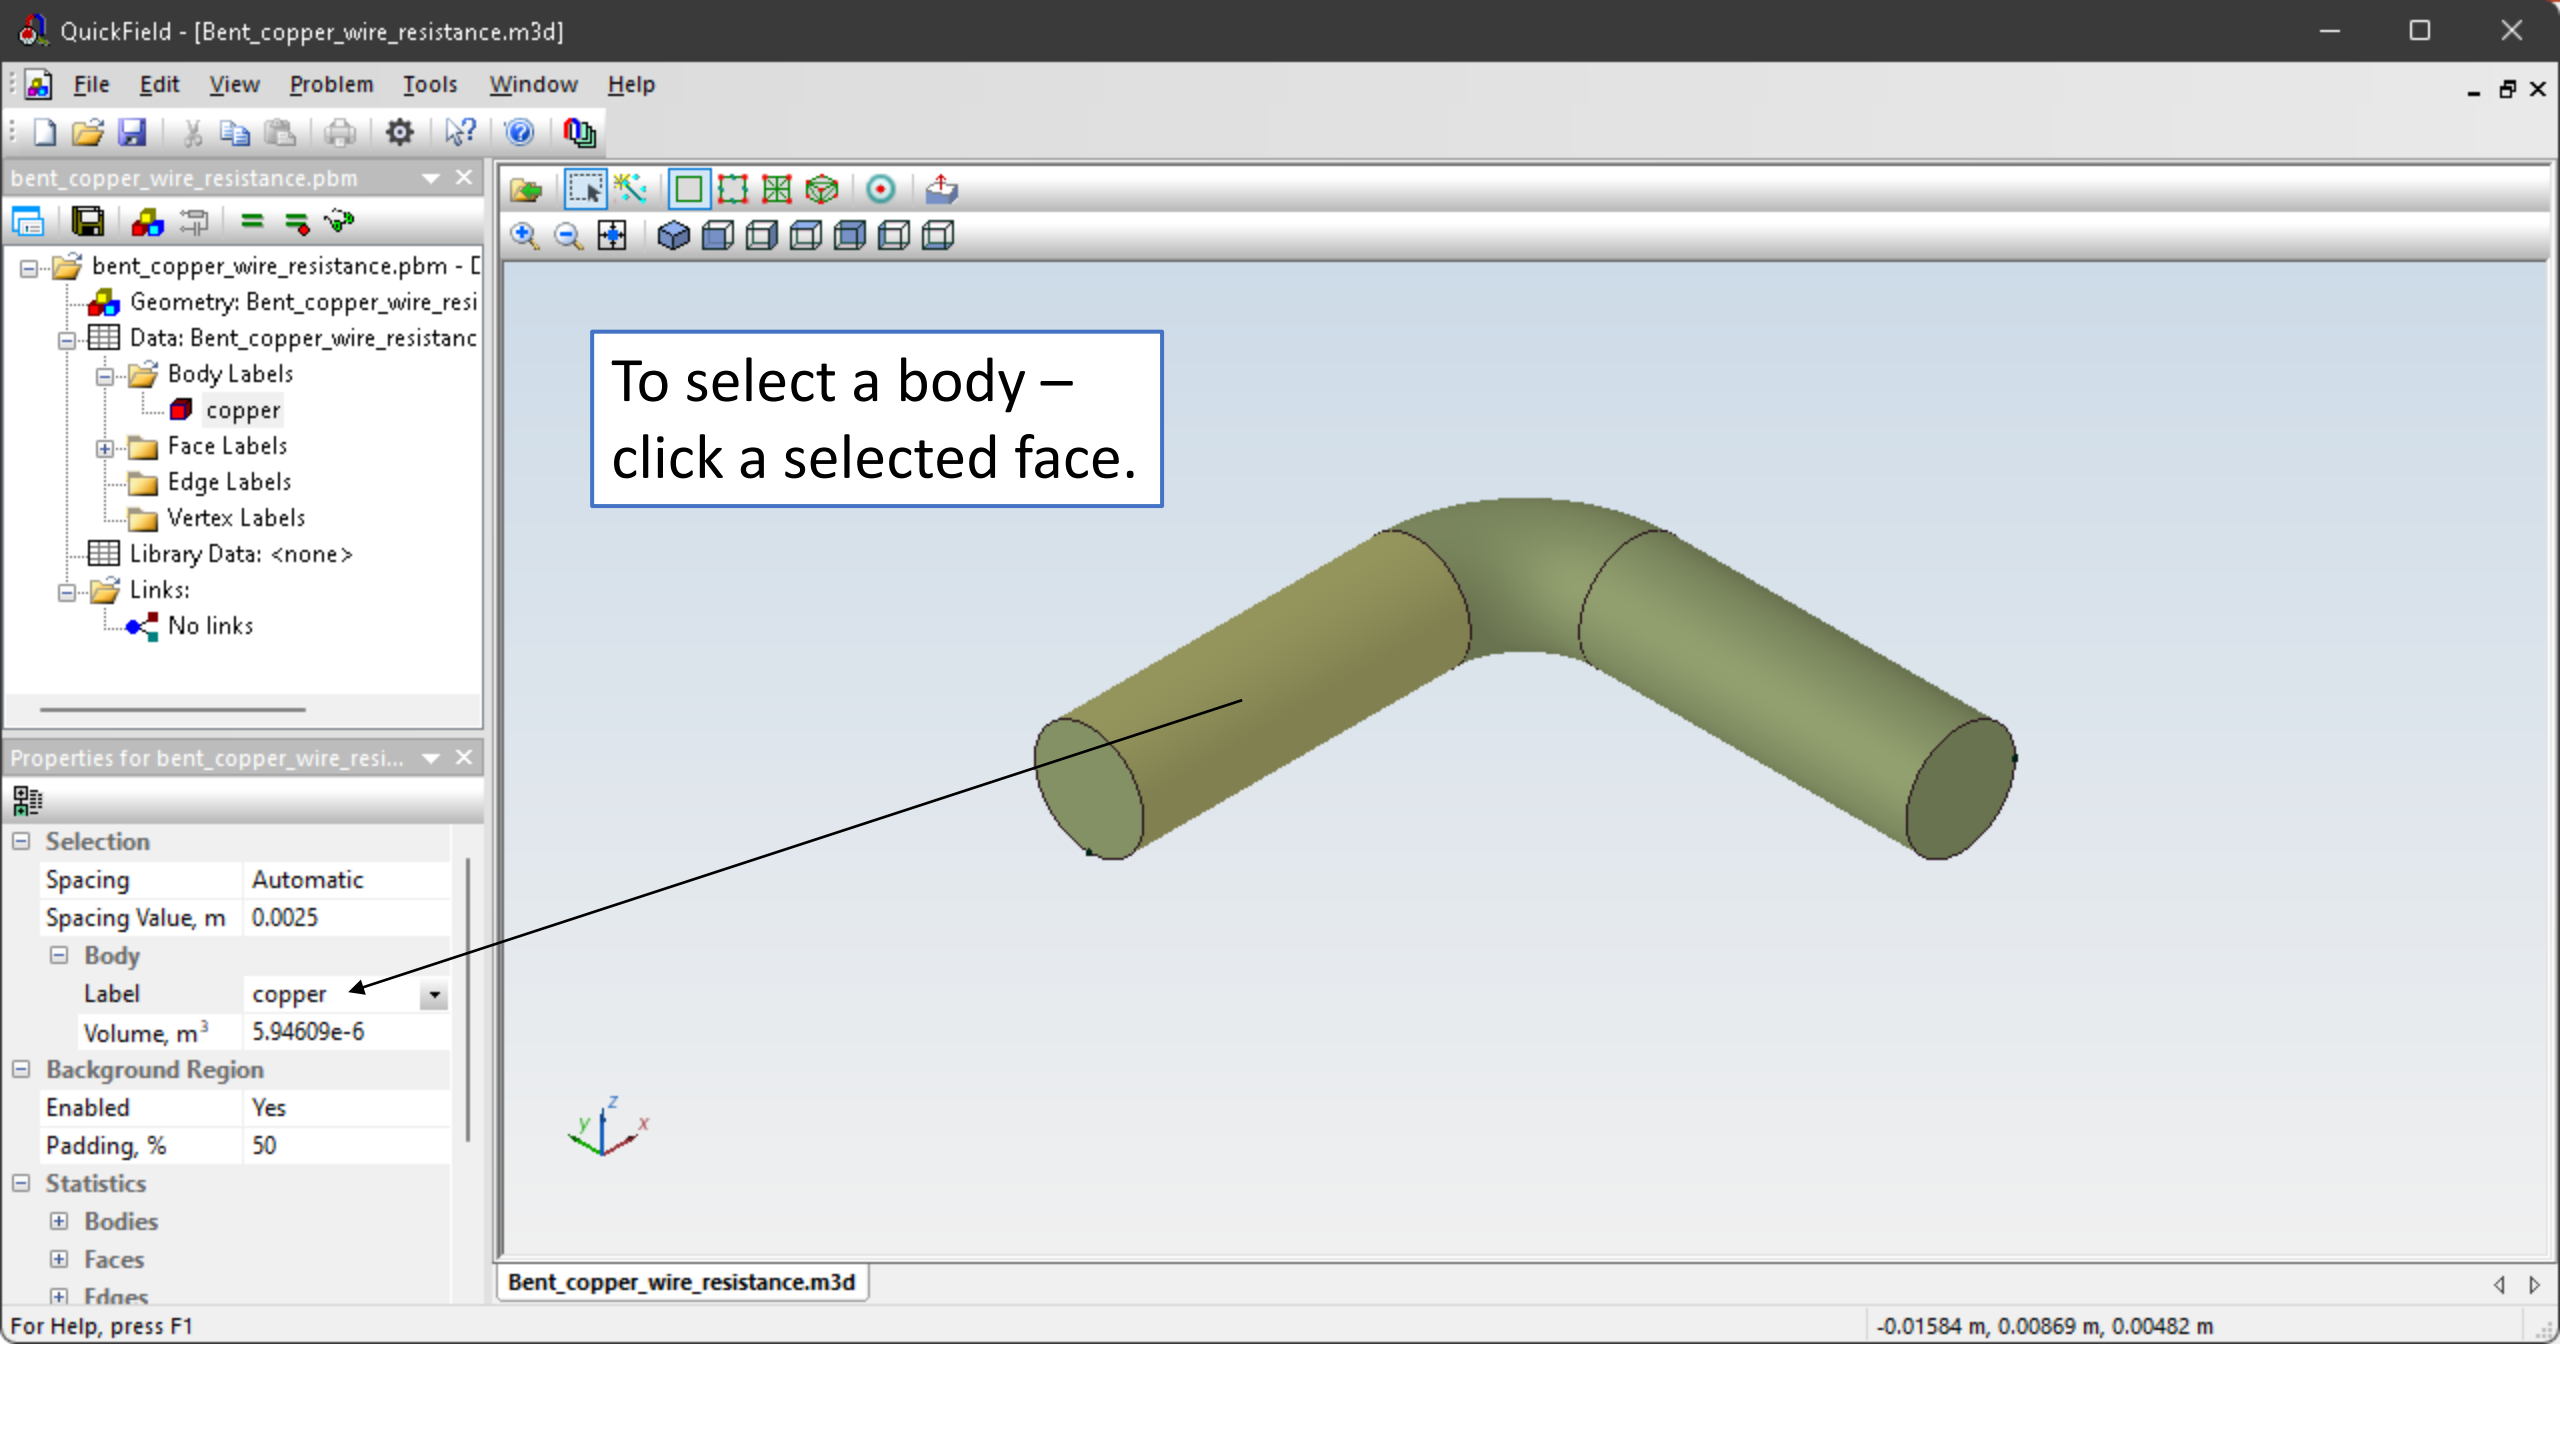 QuickField - [Bent_copper_wire_resistance.m3d]
File Edit View Problem Tools Window Help
bent_copper_wire_resistance.pbm
bent_copper_wire_resistance.pbm - D
Geometry: Bent_copper_wire_resi
Data: Bent_copper_wire_resistanc
Body Labels
copper
Face Labels
Edge Labels
Vertex Labels
Library Data: <none>
Links:
No links
To select a body –
click a selected face.
Properties for bent_copper_wire_resi...
Selection
Spacing Automatic
Spacing Value, m 0.0025
Body
Label copper
Volume, m³ 5.94609e-6
Background Region
Enabled Yes
Padding, % 50
Statistics
Bodies
Faces
Edges
z
y
x
Bent_copper_wire_resistance.m3d
For Help, press F1
-0.01584 m, 0.00869 m, 0.00482 m